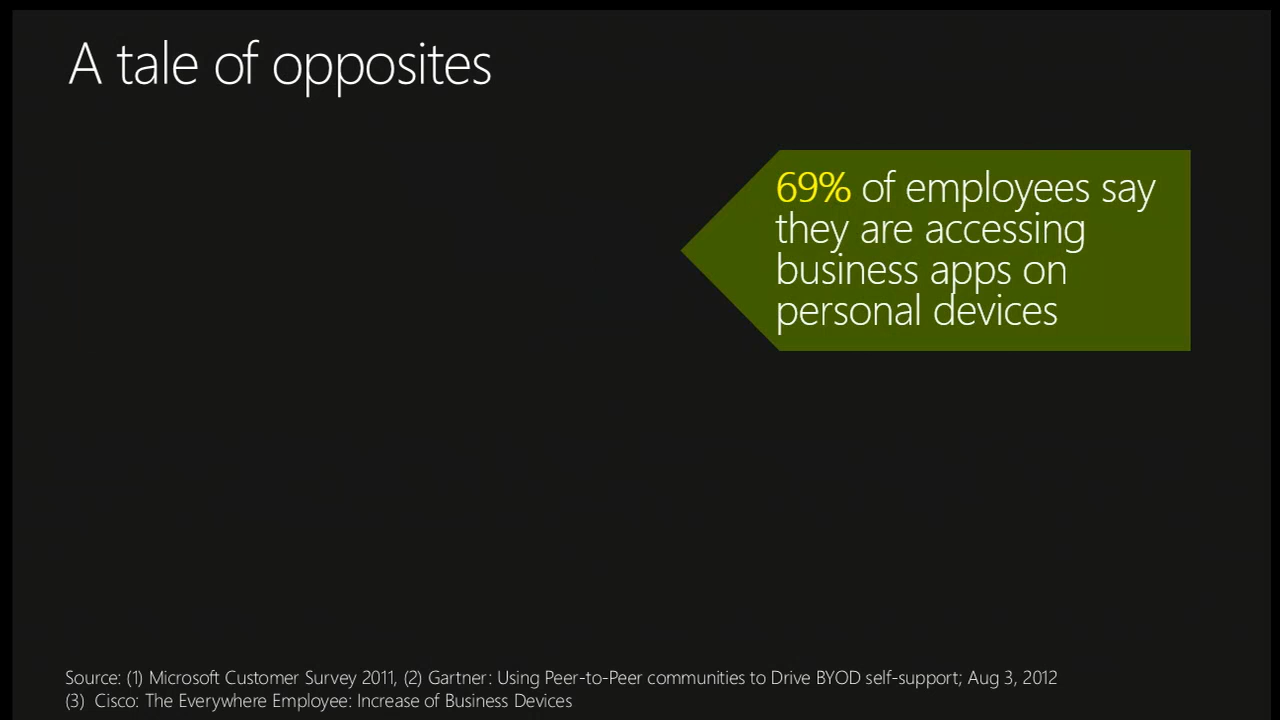 A tale of opposites
69% of employees say
they are accessing
business apps on
personal devices
Source: (1) Microsoft Customer Survey 2011, (2) Gartner: Using Peer-to-Peer communities to Drive BYOD self-support; Aug 3, 2012
(3) Cisco: The Everywhere Employee: Increase of Business Devices